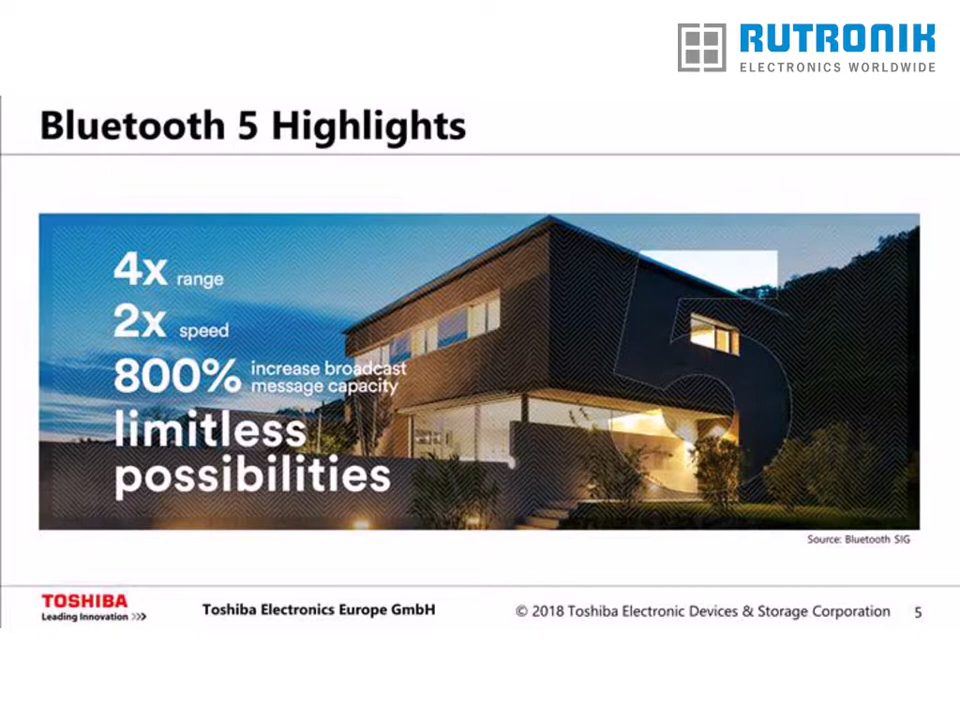 RUTRONIK
ELECTRONICS WORLDWIDE
Bluetooth 5 Highlights
4x range
2x speed
800% increase broadcast
message capacity
limitless
possibilities
5
Source: Bluetooth SIG
TOSHIBA
Leading Innovation >>>
Toshiba Electronics Europe GmbH
© 2018 Toshiba Electronic Devices & Storage Corporation
5